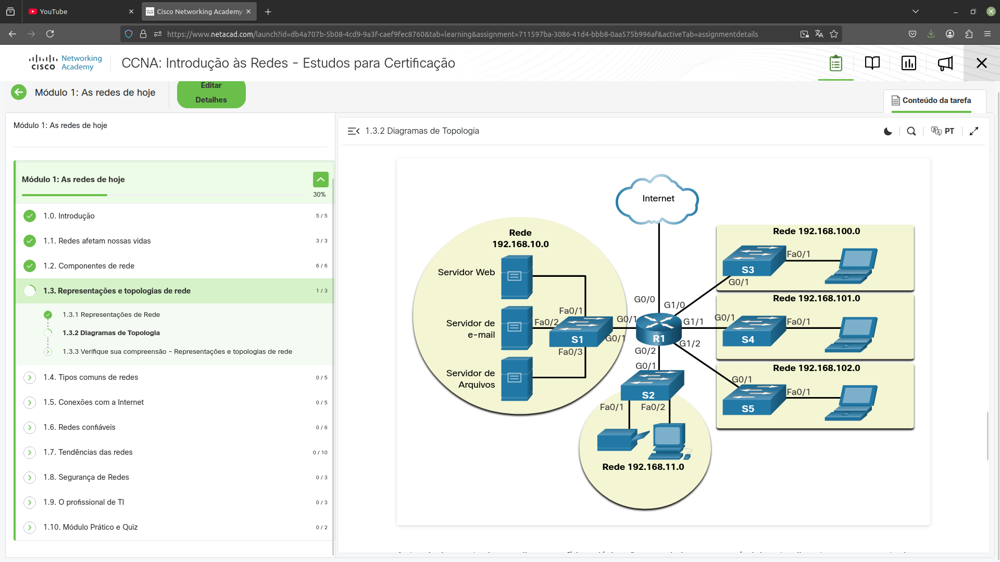 YouTube
Cisco Networking Academy:
https://www.netacad.com/launch?id=db4a707b-5b08-4cd9-9a3f-caef9fec8760&tab=learning&assignment=711597ba-3086-41d4-bbb8-0aa575b996af&activeTab=assignmentdetails
cisco Networking Academy
CCNA: Introdução às Redes - Estudos para Certificação
Módulo 1: As redes de hoje
Editar
Detalhes
Conteúdo da tarefa
Módulo 1: As redes de hoje
Módulo 1: As redes de hoje
30%
1.0. Introdução 5 / 5
1.1. Redes afetam nossas vidas 3 / 3
1.2. Componentes de rede 6 / 6
1.3. Representações e topologias de rede 1 / 3
1.3.1 Representações de Rede
1.3.2 Diagramas de Topologia
1.3.3 Verifique sua compreensão - Representações e topologias de rede
1.4. Tipos comuns de redes 0 / 5
1.5. Conexões com a Internet 0 / 5
1.6. Redes confiáveis 0 / 6
1.7. Tendências das redes 0 / 10
1.8. Segurança de Redes 0 / 3
1.9. O profissional de TI 0 / 3
1.10. Módulo Prático e Quiz 0 / 2
1.3.2 Diagramas de Topologia
PT
Internet
Rede
192.168.10.0
Servidor Web
Servidor de
e-mail
Servidor de
Arquivos
Fa0/1
Fa0/2
S1
Fa0/3
G0/1
G0/1
G0/0
G1/0
G1/1
G1/2
R1
G0/2
G0/1
S2
Fa0/1
Fa0/2
Rede 192.168.11.0
Rede 192.168.100.0
S3
Fa0/1
G0/1
Rede 192.168.101.0
G0/1
S4
Fa0/1
Rede 192.168.102.0
G0/1
S5
Fa0/1